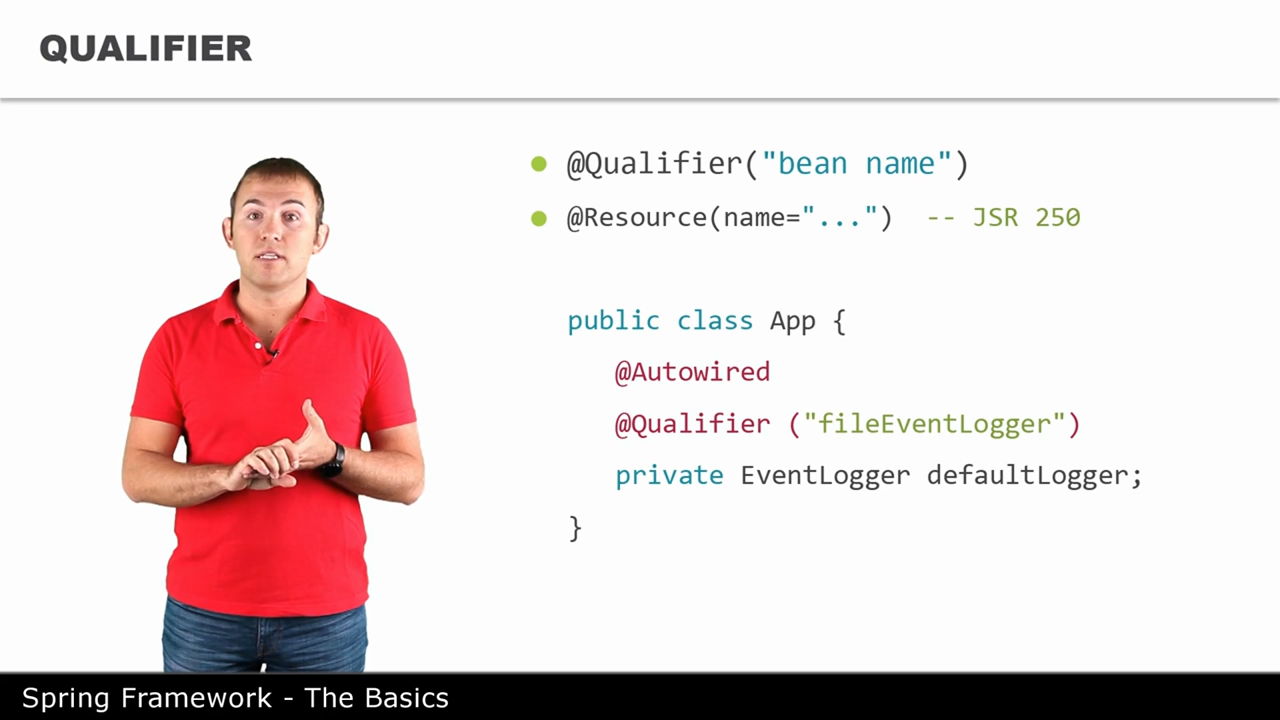 QUALIFIER
@Qualifier("bean name")
@Resource(name="...") -- JSR 250
public class App {
@Autowired
@Qualifier ("fileEventLogger")
private EventLogger defaultLogger;
}
Spring Framework - The Basics